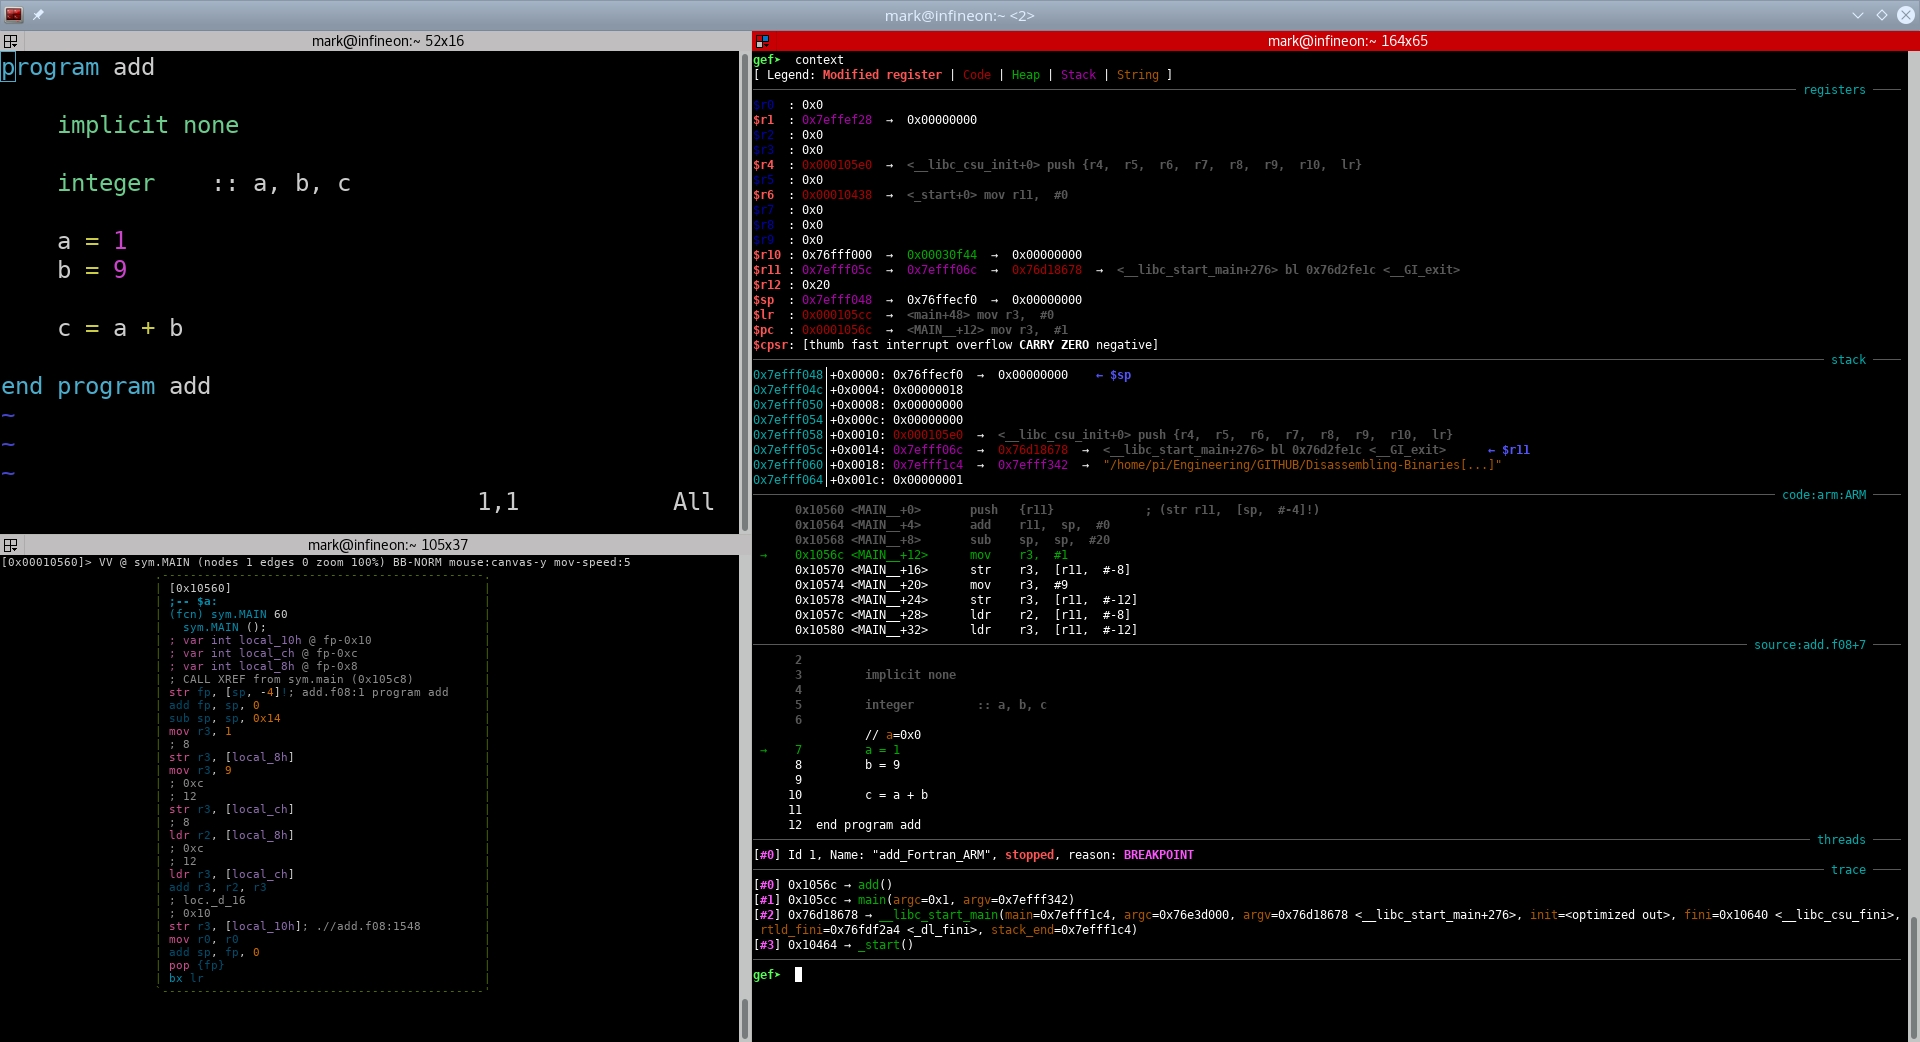 mark@infineon:~ <2>
mark@infineon:~ 52x16
program add
implicit none
integer    :: a, b, c
a = 1
b = 9
c = a + b
end program add
~
~
~
1,1           All
mark@infineon:~ 105x37
[0x00010560]> VV @ sym.MAIN (nodes 1 edges 0 zoom 100%) BB-NORM mouse:canvas-y mov-speed:5
[0x10560]
;-- $a:
(fcn) sym.MAIN 60
sym.MAIN ();
; var int local_10h @ fp-0x10
; var int local_ch @ fp-0xc
; var int local_8h @ fp-0x8
; CALL XREF from sym.main (0x105c8)
str fp, [sp, -4]!; add.f08:1 program add
add fp, sp, 0
sub sp, sp, 0x14
mov r3, 1
; 8
str r3, [local_8h]
mov r3, 9
; 0xc
; 12
str r3, [local_ch]
; 8
ldr r2, [local_8h]
; 0xc
; 12
ldr r3, [local_ch]
add r3, r2, r3
; loc._d_16
; 0x10
str r3, [local_10h]; .//add.f08:1548
mov r0, r0
add sp, fp, 0
pop {fp}
bx lr
mark@infineon:~ 164x65
gef➤  context
[ Legend: Modified register | Code | Heap | Stack | String ]
registers
$r0  : 0x0
$r1  : 0x7effef28  →  0x00000000
$r2  : 0x0
$r3  : 0x0
$r4  : 0x000105e0  →  <__libc_csu_init+0> push {r4,  r5,  r6,  r7,  r8,  r9,  r10,  lr}
$r5  : 0x0
$r6  : 0x00010438  →  <_start+0> mov r11,  #0
$r7  : 0x0
$r8  : 0x0
$r9  : 0x0
$r10 : 0x76fff000  →  0x00030f44  →  0x00000000
$r11 : 0x7efff05c  →  0x7efff06c  →  0x76d18678  →  <__libc_start_main+276> bl 0x76d2fe1c <__GI_exit>
$r12 : 0x20
$sp  : 0x7efff048  →  0x76ffecf0  →  0x00000000
$lr  : 0x000105cc  →  <main+48> mov r3,  #0
$pc  : 0x0001056c  →  <MAIN__+12> mov r3,  #1
$cpsr: [thumb fast interrupt overflow CARRY ZERO negative]
stack
0x7efff048│+0x0000: 0x76ffecf0  →  0x00000000    ← $sp
0x7efff04c│+0x0004: 0x00000018
0x7efff050│+0x0008: 0x00000000
0x7efff054│+0x000c: 0x00000000
0x7efff058│+0x0010: 0x000105e0  →  <__libc_csu_init+0> push {r4,  r5,  r6,  r7,  r8,  r9,  r10,  lr}
0x7efff05c│+0x0014: 0x7efff06c  →  0x76d18678  →  <__libc_start_main+276> bl 0x76d2fe1c <__GI_exit>      ← $r11
0x7efff060│+0x0018: 0x7efff1c4  →  0x7efff342  →  "/home/pi/Engineering/GITHUB/Disassembling-Binaries[...]"
0x7efff064│+0x001c: 0x00000001
code:arm:ARM
0x10560 <MAIN__+0>       push   {r11}           ; (str r11,  [sp,  #-4]!)
0x10564 <MAIN__+4>       add    r11,  sp,  #0
0x10568 <MAIN__+8>       sub    sp,  sp,  #20
→    0x1056c <MAIN__+12>      mov    r3,  #1
0x10570 <MAIN__+16>      str    r3,  [r11,  #-8]
0x10574 <MAIN__+20>      mov    r3,  #9
0x10578 <MAIN__+24>      str    r3,  [r11,  #-12]
0x1057c <MAIN__+28>      ldr    r2,  [r11,  #-8]
0x10580 <MAIN__+32>      ldr    r3,  [r11,  #-12]
source:add.f08+7
2
3         implicit none
4
5         integer         :: a, b, c
6
// a=0x0
→    7         a = 1
8         b = 9
9
10         c = a + b
11
12  end program add
threads
[#0] Id 1, Name: "add_Fortran_ARM", stopped, reason: BREAKPOINT
trace
[#0] 0x1056c → add()
[#1] 0x105cc → main(argc=0x1, argv=0x7efff342)
[#2] 0x76d18678 → __libc_start_main(main=0x7efff1c4, argc=0x76e3d000, argv=0x76d18678 <__libc_start_main+276>, init=<optimized out>, fini=0x10640 <__libc_csu_fini>,
rtld_fini=0x76fdf2a4 <_dl_fini>, stack_end=0x7efff1c4)
[#3] 0x10464 → _start()
gef➤